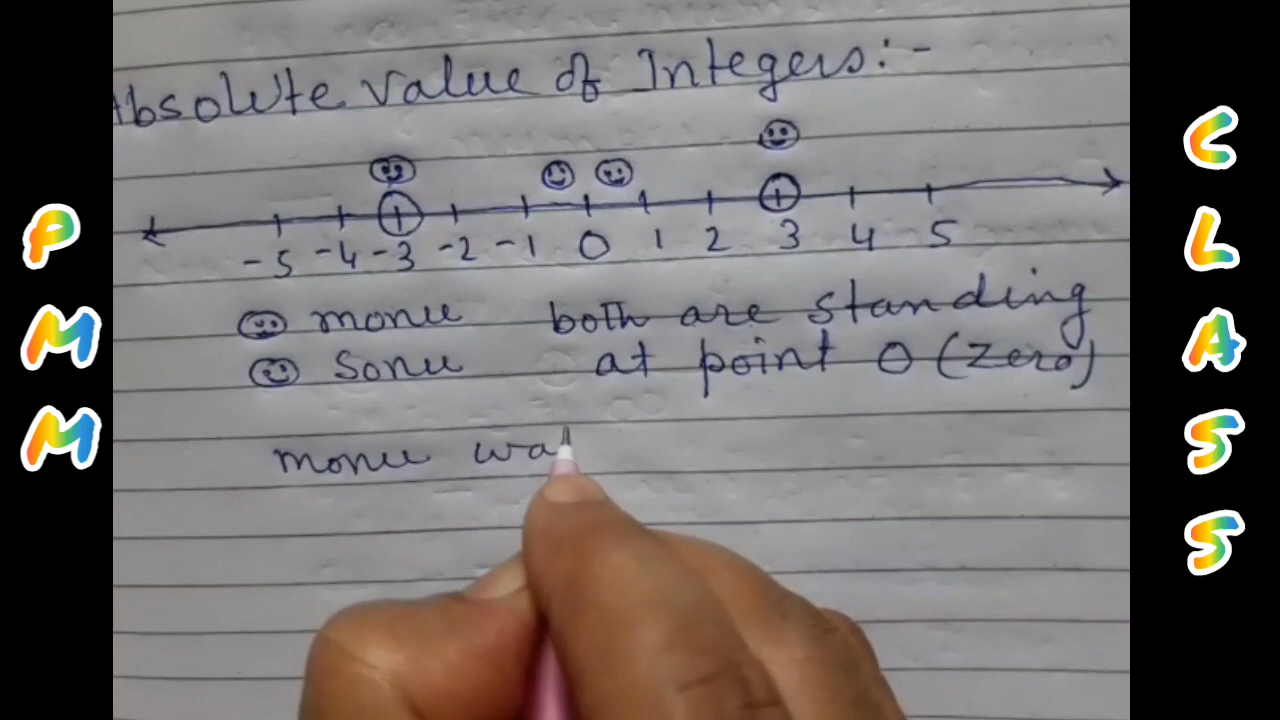 Absolute value of Integers:-
-5 -4 -3 -2 -1 0 1 2 3 4 5
monu both are standing
sonu at point 0 (zero)
monu wa
PMM
CLASS